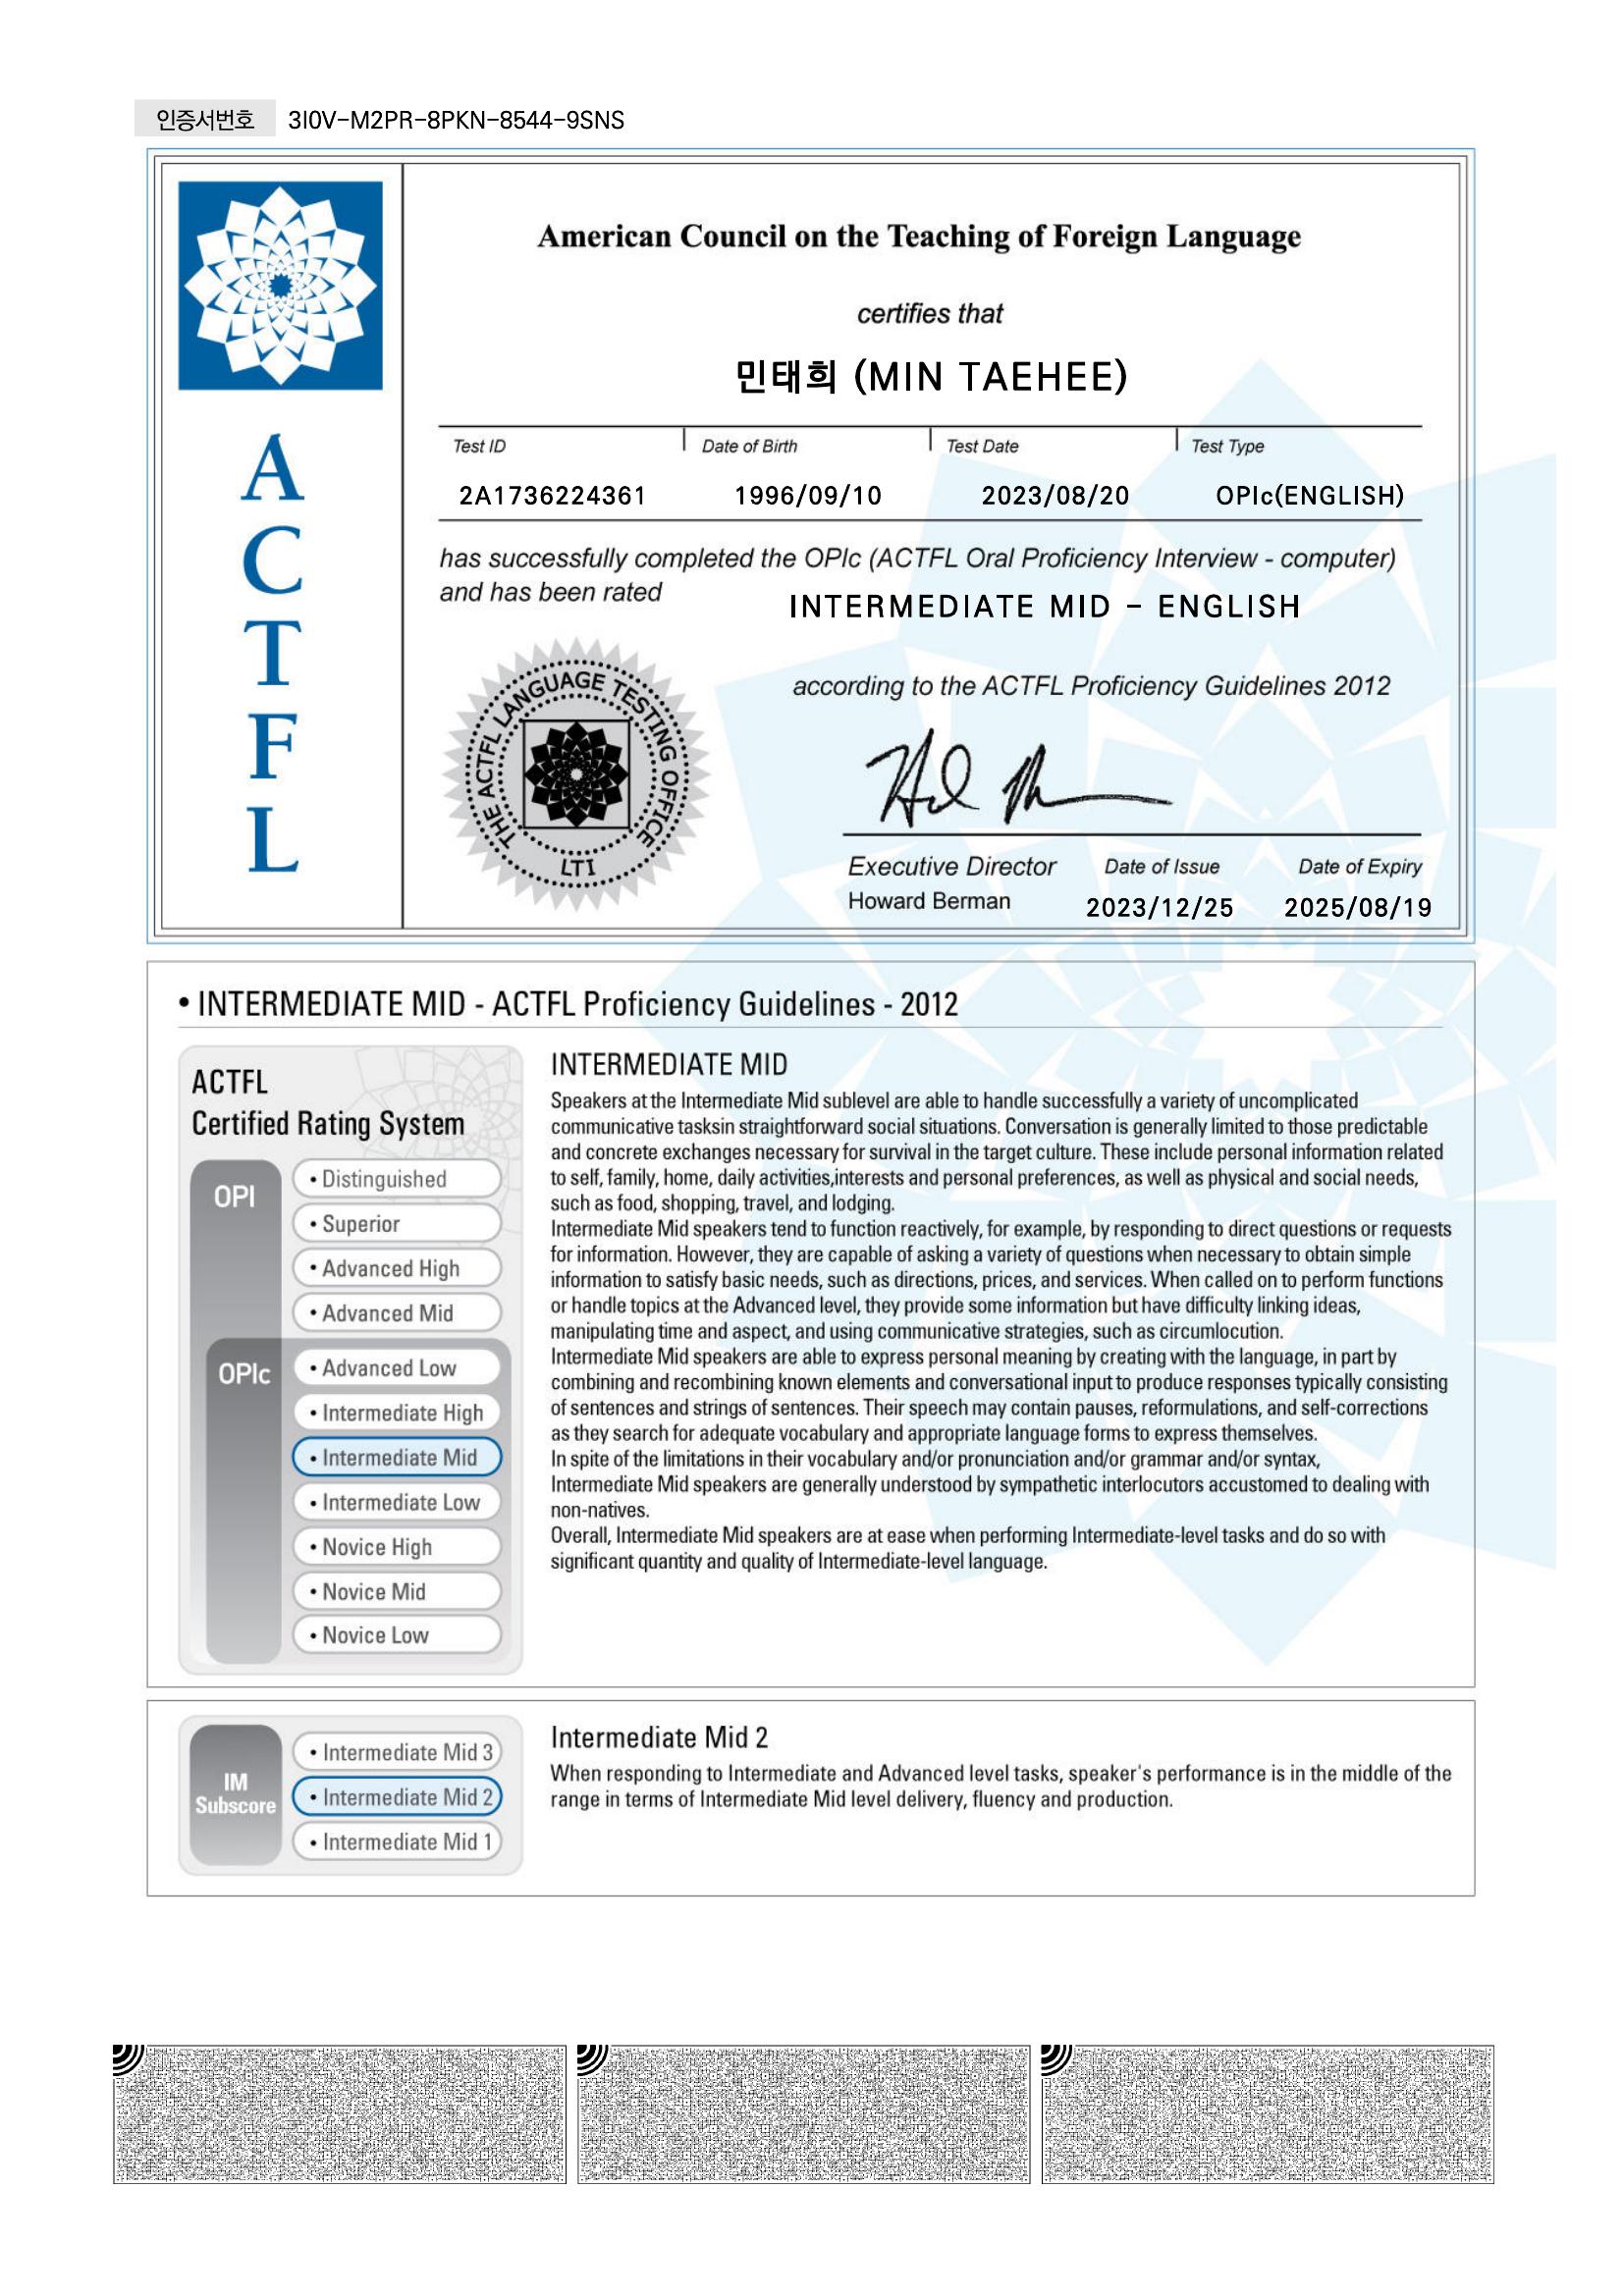 인증서번호 3I0V-M2PR-8PKN-8544-9SNS
A
C
T
F
L
American Council on the Teaching of Foreign Language
certifies that
민태희 (MIN TAEHEE)
Test ID Date of Birth Test Date Test Type
2A1736224361 1996/09/10 2023/08/20 OPIc(ENGLISH)
has successfully completed the OPIc (ACTFL Oral Proficiency Interview - computer)
and has been rated
INTERMEDIATE MID - ENGLISH
according to the ACTFL Proficiency Guidelines 2012
THE ACTFL LANGUAGE TESTING OFFICE
LTI
Executive Director Date of Issue Date of Expiry
Howard Berman 2023/12/25 2025/08/19
• INTERMEDIATE MID - ACTFL Proficiency Guidelines - 2012
ACTFL
Certified Rating System
OPI
• Distinguished
• Superior
• Advanced High
• Advanced Mid
OPIc
• Advanced Low
• Intermediate High
• Intermediate Mid
• Intermediate Low
• Novice High
• Novice Mid
• Novice Low
INTERMEDIATE MID
Speakers at the Intermediate Mid sublevel are able to handle successfully a variety of uncomplicated
communicative tasksin straightforward social situations. Conversation is generally limited to those predictable
and concrete exchanges necessary for survival in the target culture. These include personal information related
to self, family, home, daily activities,interests and personal preferences, as well as physical and social needs,
such as food, shopping, travel, and lodging.
Intermediate Mid speakers tend to function reactively, for example, by responding to direct questions or requests
for information. However, they are capable of asking a variety of questions when necessary to obtain simple
information to satisfy basic needs, such as directions, prices, and services. When called on to perform functions
or handle topics at the Advanced level, they provide some information but have difficulty linking ideas,
manipulating time and aspect, and using communicative strategies, such as circumlocution.
Intermediate Mid speakers are able to express personal meaning by creating with the language, in part by
combining and recombining known elements and conversational input to produce responses typically consisting
of sentences and strings of sentences. Their speech may contain pauses, reformulations, and self-corrections
as they search for adequate vocabulary and appropriate language forms to express themselves.
In spite of the limitations in their vocabulary and/or pronunciation and/or grammar and/or syntax,
Intermediate Mid speakers are generally understood by sympathetic interlocutors accustomed to dealing with
non-natives.
Overall, Intermediate Mid speakers are at ease when performing Intermediate-level tasks and do so with
significant quantity and quality of Intermediate-level language.
IM
Subscore
• Intermediate Mid 3
• Intermediate Mid 2
• Intermediate Mid 1
Intermediate Mid 2
When responding to Intermediate and Advanced level tasks, speaker's performance is in the middle of the
range in terms of Intermediate Mid level delivery, fluency and production.